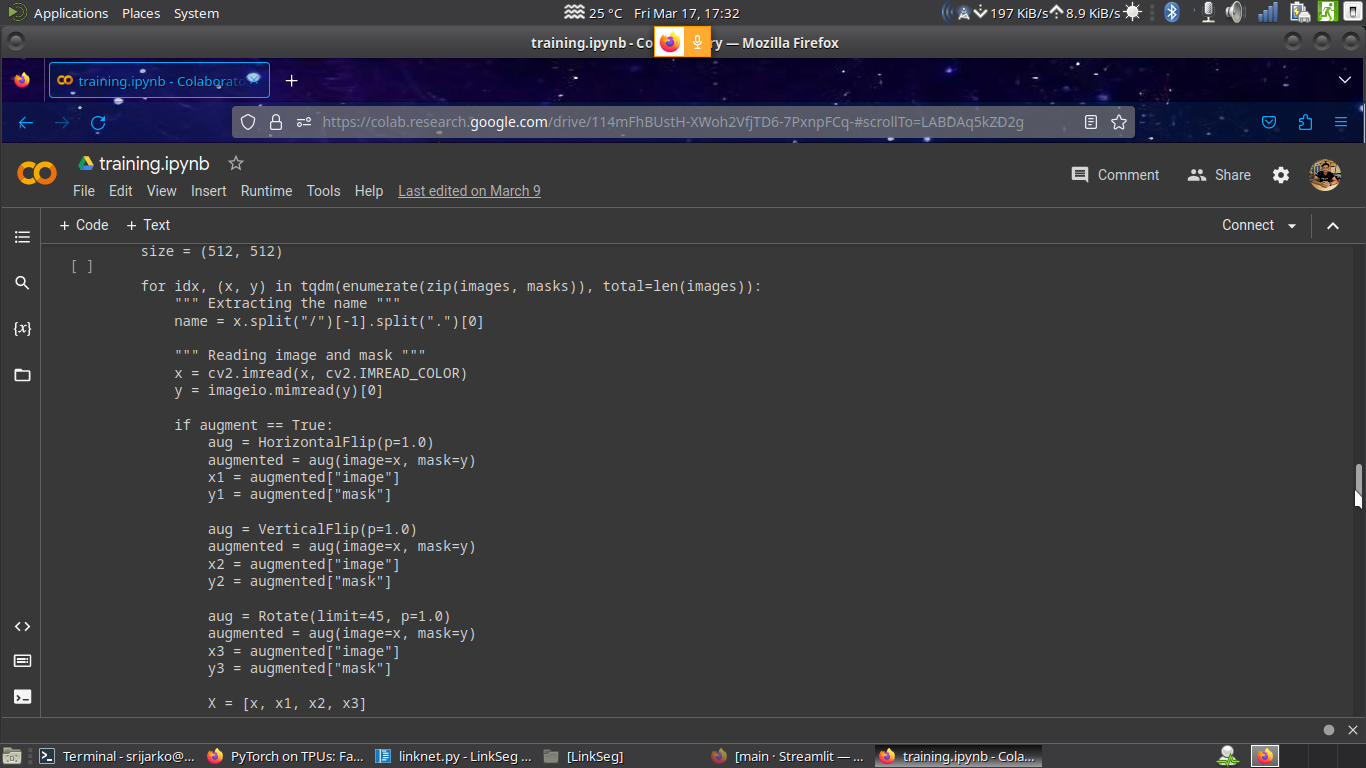 Applications Places System 25 °C Fri Mar 17, 17:32 197 KiB/s 8.9 KiB/s
training.ipynb - Co ry — Mozilla Firefox
training.ipynb - Colaborato
https://colab.research.google.com/drive/114mFhBUstH-XWoh2VfjTD6-7PxnpFCq-#scrollTo=LABDAq5kZD2g
training.ipynb
Comment Share
File Edit View Insert Runtime Tools Help Last edited on March 9
+ Code + Text Connect
size = (512, 512)
[ ]
for idx, (x, y) in tqdm(enumerate(zip(images, masks)), total=len(images)):
""" Extracting the name """
name = x.split("/")[-1].split(".")[0]
""" Reading image and mask """
x = cv2.imread(x, cv2.IMREAD_COLOR)
y = imageio.mimread(y)[0]
if augment == True:
aug = HorizontalFlip(p=1.0)
augmented = aug(image=x, mask=y)
x1 = augmented["image"]
y1 = augmented["mask"]
aug = VerticalFlip(p=1.0)
augmented = aug(image=x, mask=y)
x2 = augmented["image"]
y2 = augmented["mask"]
aug = Rotate(limit=45, p=1.0)
augmented = aug(image=x, mask=y)
x3 = augmented["image"]
y3 = augmented["mask"]
X = [x, x1, x2, x3]
Terminal - srijarko@... PyTorch on TPUs: Fa... linknet.py - LinkSeg ... [LinkSeg] [main · Streamlit — ... training.ipynb - Cola...